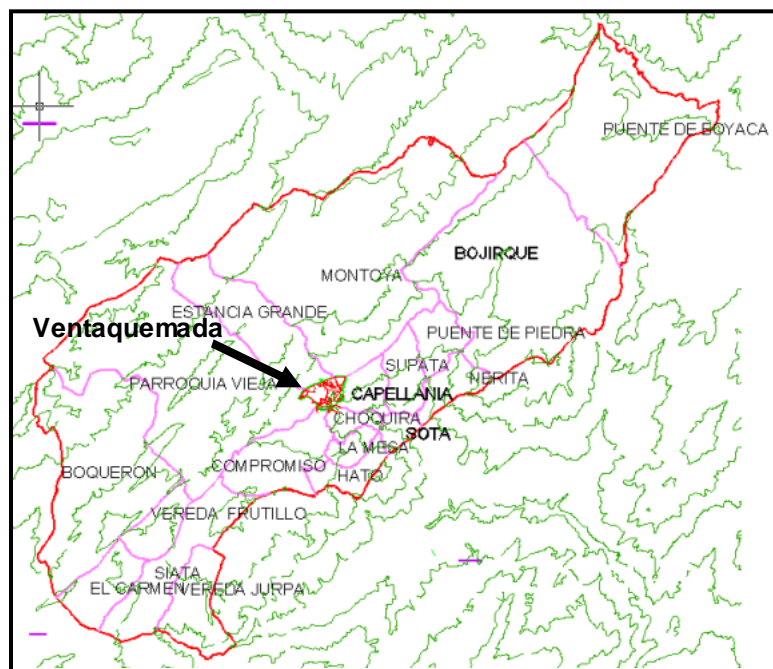 PUENTE DE BOYACA
BOJIRQUE
MONTOYA
ESTANCIA GRANDE
Ventaquemada
PUENTE DE PIEDRA
SUPATA
NERITA
PARROQUIA VIEJA
CAPELLANIA
CHOQUIRA
SOTA
LA MESA
COMPROMISO
BOQUERON
HATO
VEREDA FRUTILLO
SIATA
EL CARMEN
VEREDA JURPA